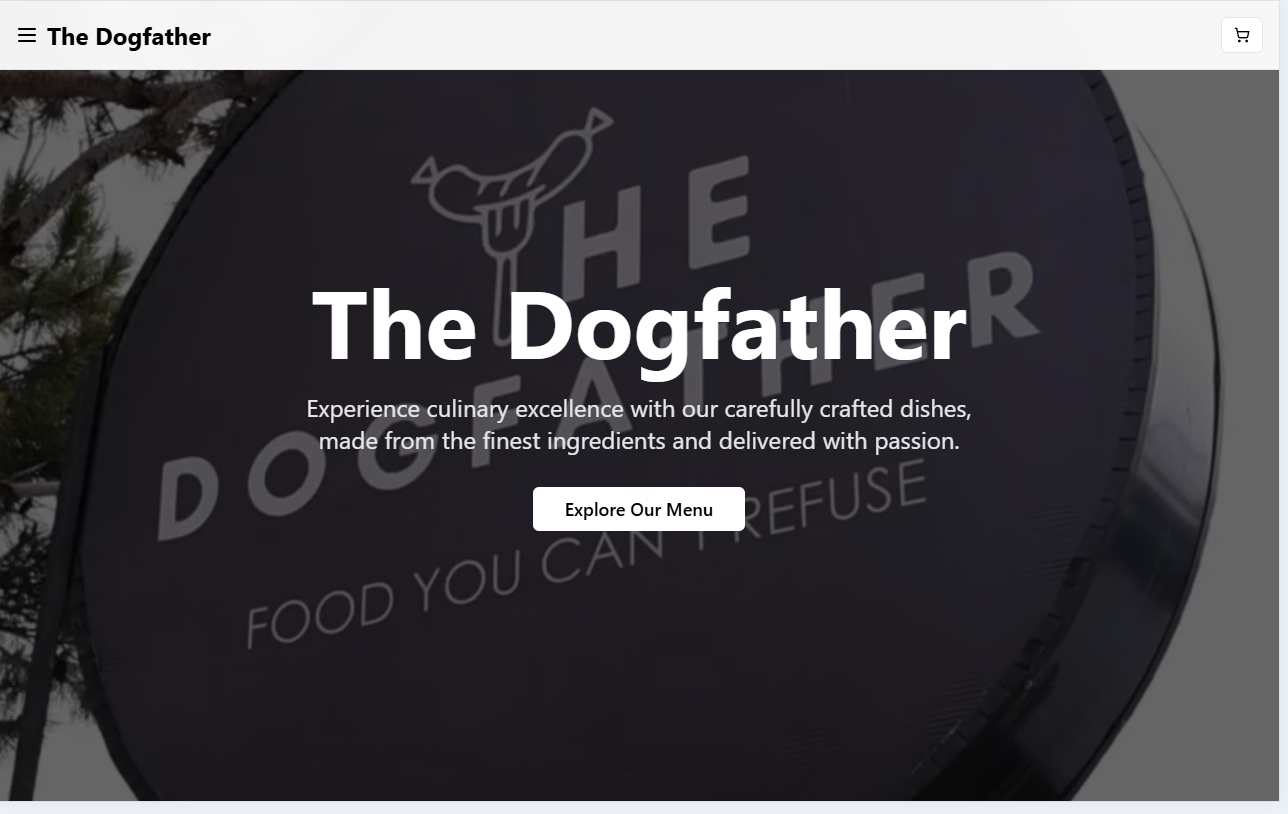 The Dogfather
THE
DOGFATHER
The Dogfather
Experience culinary excellence with our carefully crafted dishes,
made from the finest ingredients and delivered with passion.
Explore Our Menu
FOOD YOU CAN'T REFUSE